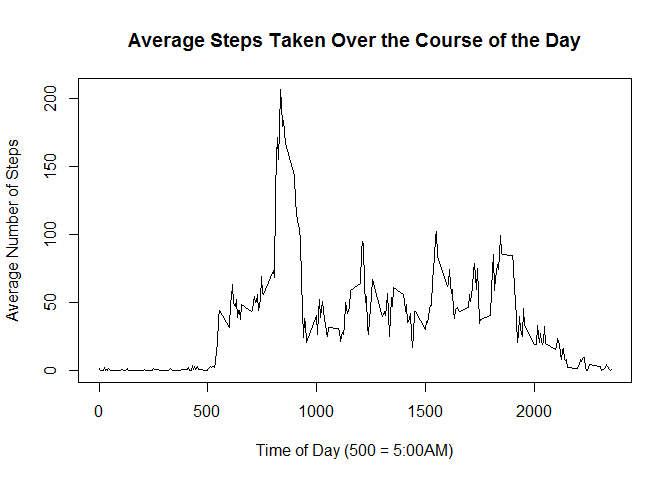 Average Steps Taken Over the Course of the Day
Average Number of Steps
200
150
100
50
0
0 500 1000 1500 2000
Time of Day (500 = 5:00AM)